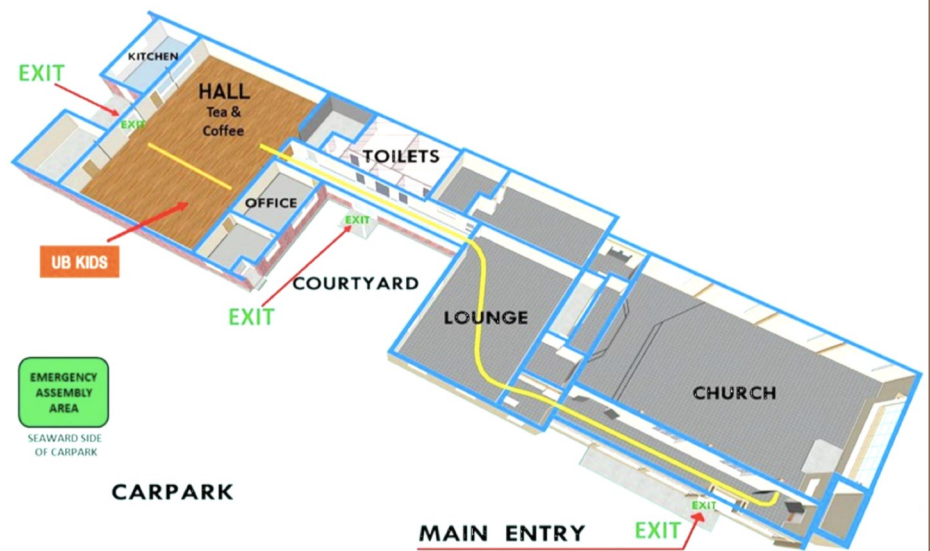 KITCHEN
EXIT
EXIT
HALL
Tea &
Coffee
TOILETS
OFFICE
EXIT
UB KIDS
COURTYARD
EXIT
LOUNGE
EMERGENCY
ASSEMBLY
AREA
SEAWARD SIDE
OF CARPARK
CHURCH
CARPARK
EXIT
MAIN ENTRY
EXIT